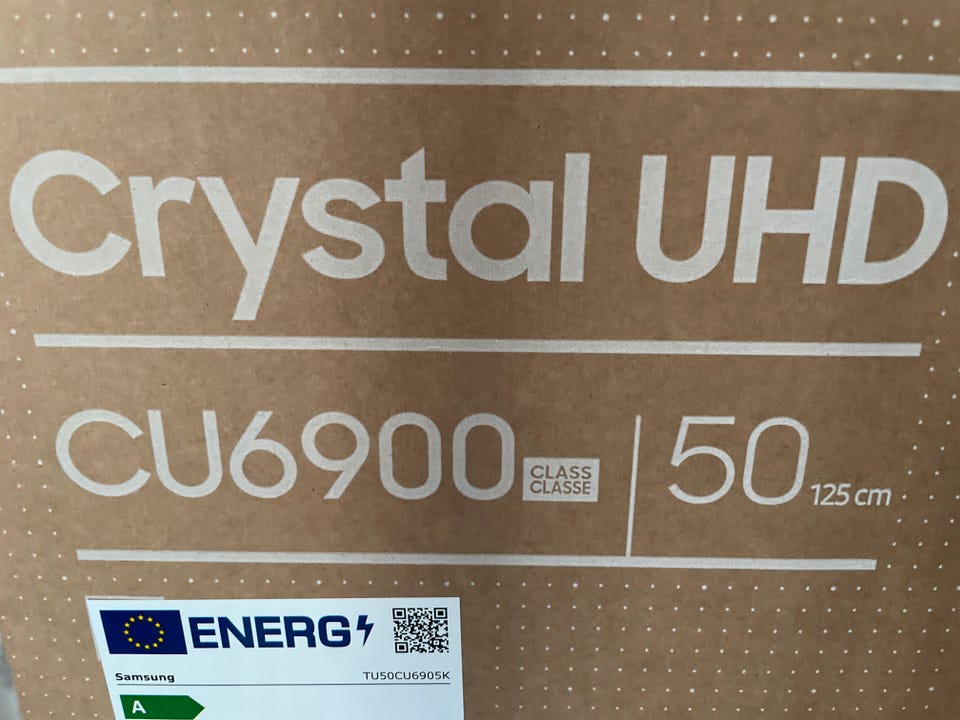 Crystal UHD
CU6900 CLASS 50 125 cm
CLASSE
ENERG
Samsung TU50CU6905K
A